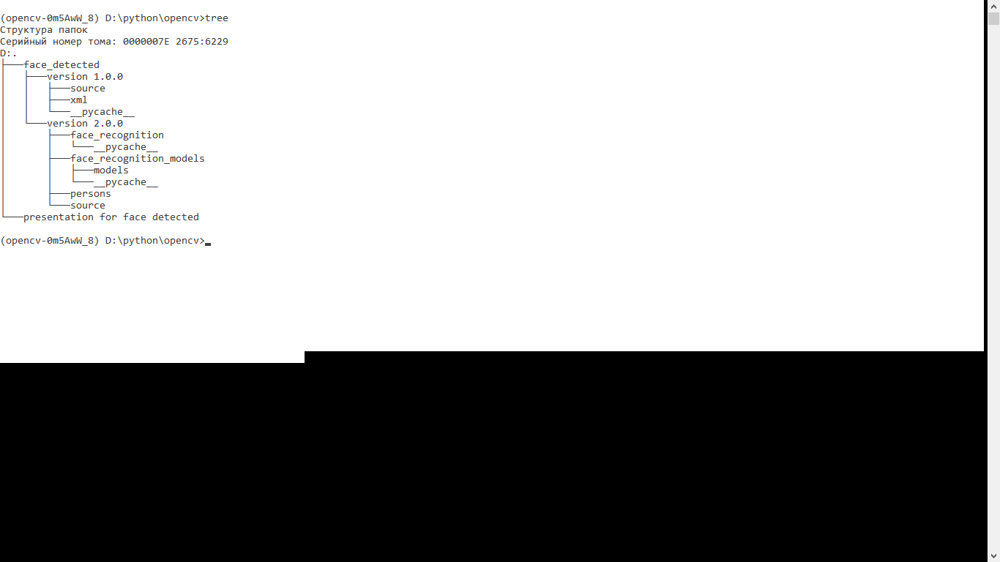 (opencv-0m5AwW_8) D:\python\opencv>tree
Структура папок
Серийный номер тома: 0000007E 2675:6229
D:.
├───face_detected
│   ├───version 1.0.0
│   │   ├───source
│   │   ├───xml
│   │   └───__pycache__
│   └───version 2.0.0
│       ├───face_recognition
│       │   └───__pycache__
│       ├───face_recognition_models
│       │   ├───models
│       │   └───__pycache__
│       ├───persons
│       └───source
└───presentation for face detected
(opencv-0m5AwW_8) D:\python\opencv>